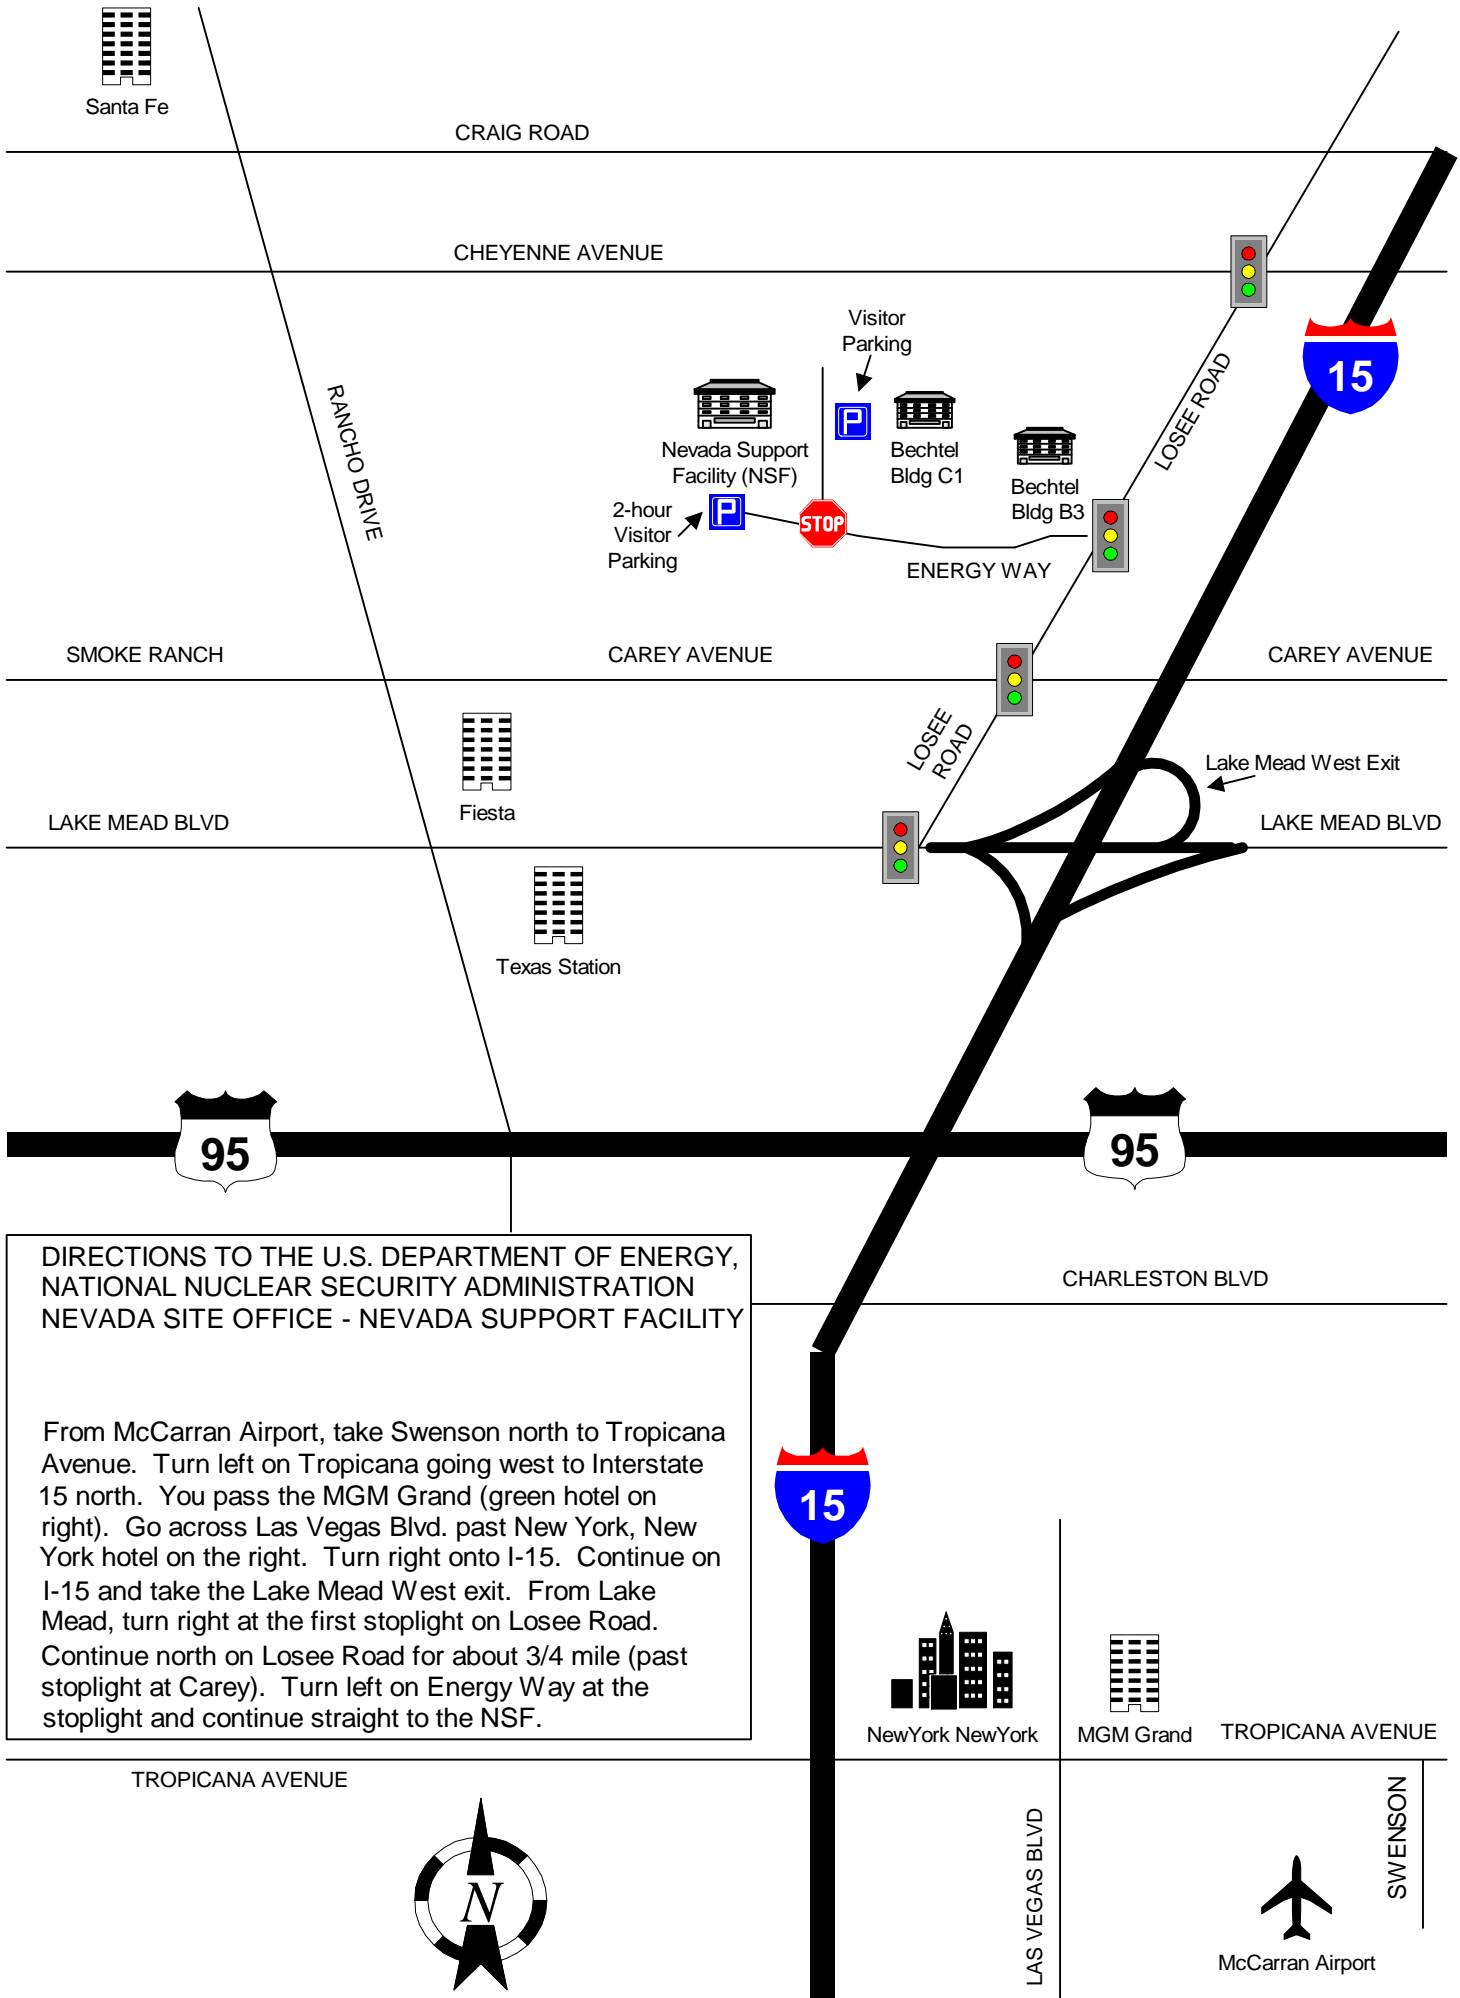 Santa Fe
CRAIG ROAD
CHEYENNE AVENUE
Visitor
Parking
15
LOSEE ROAD
RANCHO DRIVE
P
Nevada Support
Facility (NSF)
Bechtel
Bldg C1
Bechtel
Bldg B3
2-hour
Visitor
Parking
P
STOP
ENERGY WAY
SMOKE RANCH
CAREY AVENUE
CAREY AVENUE
LOSEE
ROAD
Lake Mead West Exit
Fiesta
LAKE MEAD BLVD
LAKE MEAD BLVD
Texas Station
95
95
DIRECTIONS TO THE U.S. DEPARTMENT OF ENERGY,
NATIONAL NUCLEAR SECURITY ADMINISTRATION
NEVADA SITE OFFICE - NEVADA SUPPORT FACILITY
CHARLESTON BLVD
From McCarran Airport, take Swenson north to Tropicana
Avenue. Turn left on Tropicana going west to Interstate
15 north. You pass the MGM Grand (green hotel on
right). Go across Las Vegas Blvd. past New York, New
York hotel on the right. Turn right onto I-15. Continue on
I-15 and take the Lake Mead West exit. From Lake
Mead, turn right at the first stoplight on Losee Road.
Continue north on Losee Road for about 3/4 mile (past
stoplight at Carey). Turn left on Energy Way at the
stoplight and continue straight to the NSF.
15
NewYork NewYork
MGM Grand
TROPICANA AVENUE
TROPICANA AVENUE
SWENSON
LAS VEGAS BLVD
N
McCarran Airport